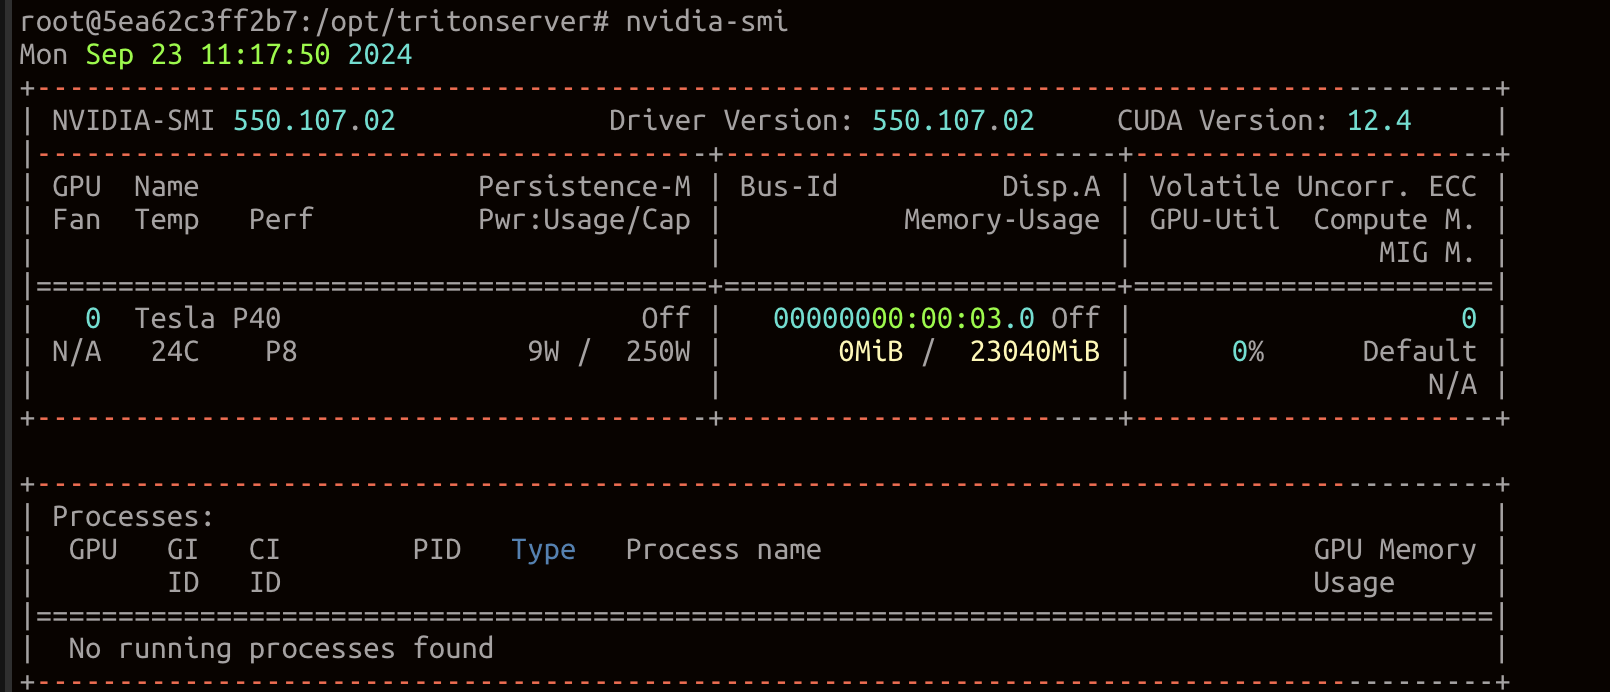 root@5ea62c3ff2b7:/opt/tritonserver# nvidia-smi
Mon Sep 23 11:17:50 2024
+-----------------------------------------------------------------------------------------+
| NVIDIA-SMI 550.107.02             Driver Version: 550.107.02     CUDA Version: 12.4     |
|-----------------------------------------+------------------------+----------------------+
| GPU  Name                 Persistence-M | Bus-Id          Disp.A | Volatile Uncorr. ECC |
| Fan  Temp   Perf          Pwr:Usage/Cap |           Memory-Usage | GPU-Util  Compute M. |
|                                         |                        |               MIG M. |
|=========================================+========================+======================|
|   0  Tesla P40                      Off |   00000000:00:03.0 Off |                    0 |
| N/A   24C    P8              9W /  250W |       0MiB /  23040MiB |      0%      Default |
|                                         |                        |                  N/A |
+-----------------------------------------+------------------------+----------------------+

+-----------------------------------------------------------------------------------------+
| Processes:                                                                              |
|  GPU   GI   CI        PID   Type   Process name                              GPU Memory |
|        ID   ID                                                               Usage      |
|=========================================================================================|
|  No running processes found                                                             |
+-----------------------------------------------------------------------------------------+